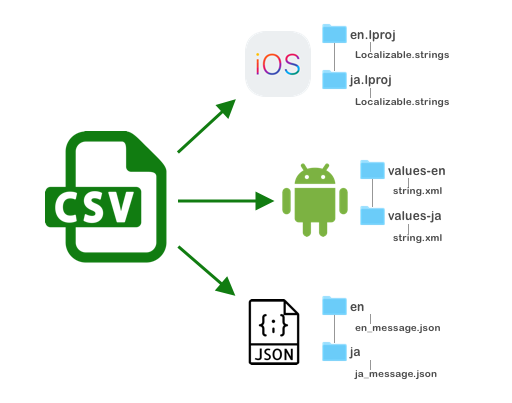 CSV
iOS
en.lproj
Localizable.strings
ja.lproj
Localizable.strings
values-en
string.xml
values-ja
string.xml
{;}
JSON
en
en_message.json
ja
ja_message.json